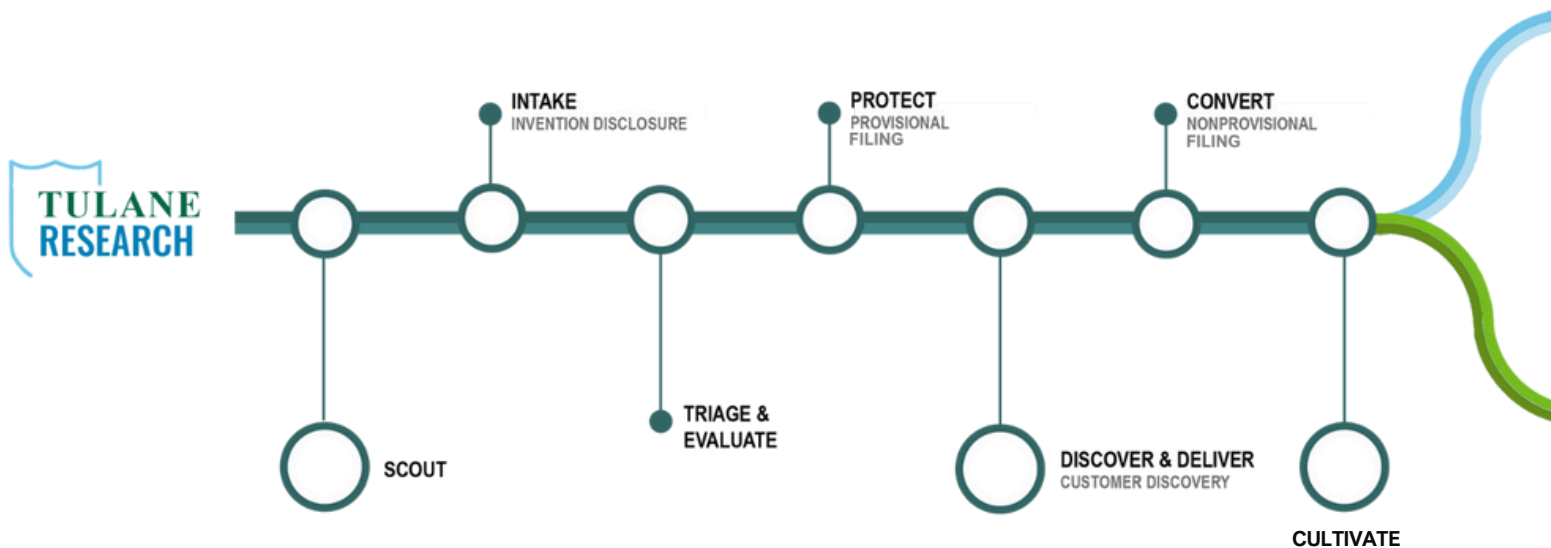 TULANE
RESEARCH
SCOUT
INTAKE
INVENTION DISCLOSURE
TRIAGE &
EVALUATE
PROTECT
PROVISIONAL
FILING
DISCOVER & DELIVER
CUSTOMER DISCOVERY
CONVERT
NONPROVISIONAL
FILING
CULTIVATE